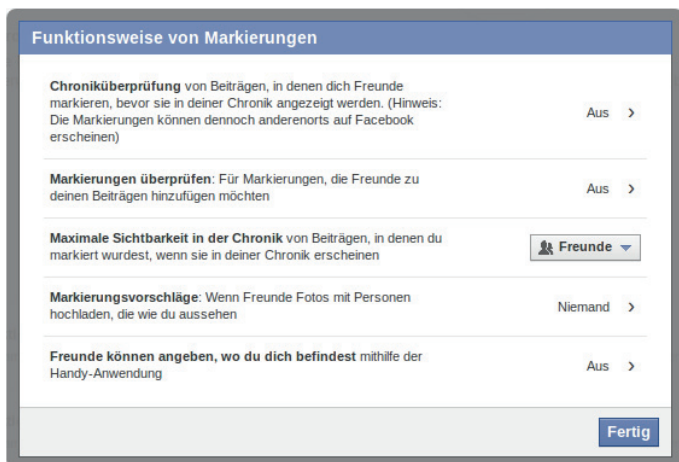 Funktionsweise von Markierungen
Chroniküberprüfung von Beiträgen, in denen dich Freunde
markieren, bevor sie in deiner Chronik angezeigt werden. (Hinweis:
Die Markierungen können dennoch anderenorts auf Facebook
erscheinen)
Aus
Markierungen überprüfen: Für Markierungen, die Freunde zu
deinen Beiträgen hinzufügen möchten
Aus
Maximale Sichtbarkeit in der Chronik von Beiträgen, in denen du
markiert wurdest, wenn sie in deiner Chronik erscheinen
Freunde
Markierungsvorschläge: Wenn Freunde Fotos mit Personen
hochladen, die wie du aussehen
Niemand
Freunde können angeben, wo du dich befindest mithilfe der
Handy-Anwendung
Aus
Fertig